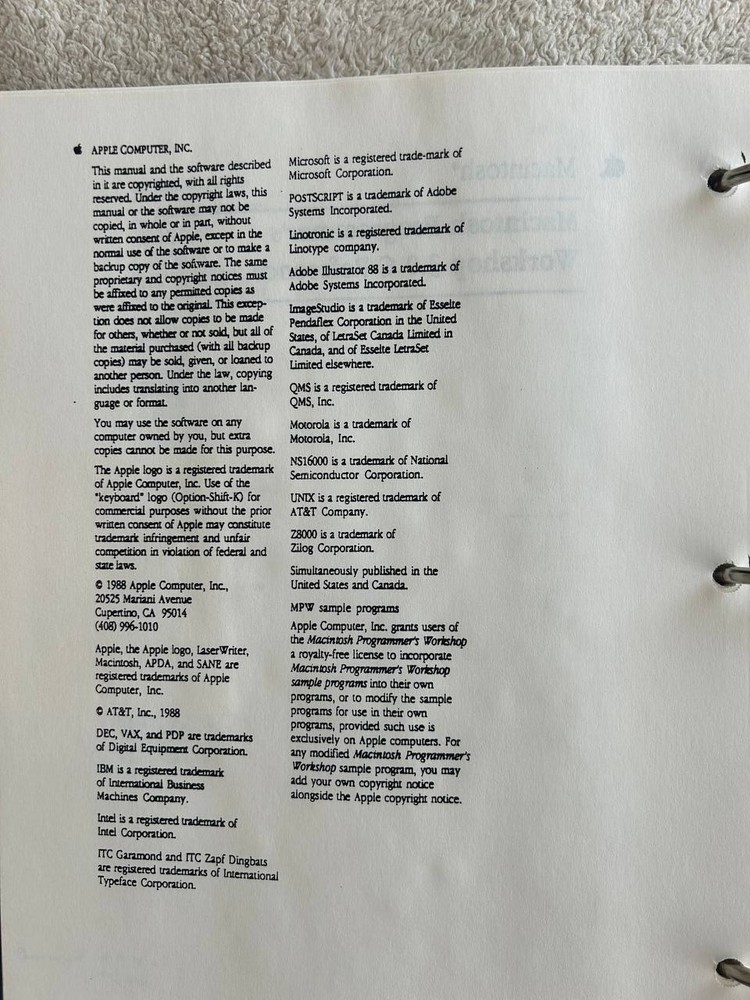 APPLE COMPUTER, INC.
This manual and the software described
in it are copyrighted, with all rights
reserved. Under the copyright laws, this
manual or the software may not be
copied, in whole or in part, without
written consent of Apple, except in the
normal use of the software or to make a
backup copy of the software. The same
proprietary and copyright notices must
be affixed to any permitted copies as
were affixed to the original. This excep-
tion does not allow copies to be made
for others, whether or not sold, but all of
the material purchased (with all backup
copies) may be sold, given, or loaned to
another person. Under the law, copying
includes translating into another lan-
guage or format.
You may use the software on any
computer owned by you, but extra
copies cannot be made for this purpose.
The Apple logo is a registered trademark
of Apple Computer, Inc. Use of the
"keyboard" logo (Option-Shift-K) for
commercial purposes without the prior
written consent of Apple may constitute
trademark infringement and unfair
competition in violation of federal and
state laws.
© 1988 Apple Computer, Inc.,
20525 Mariani Avenue
Cupertino, CA 95014
(408) 996-1010
Apple, the Apple logo, LaserWriter,
Macintosh, APDA, and SANE are
registered trademarks of Apple
Computer, Inc.
© AT&T, Inc., 1988
DEC, VAX, and PDP are trademarks
of Digital Equipment Corporation.
IBM is a registered trademark
of International Business
Machines Company.
Intel is a registered trademark of
Intel Corporation.
ITC Garamond and ITC Zapf Dingbats
are registered trademarks of International
Typeface Corporation.
Microsoft is a registered trade-mark of
Microsoft Corporation.
POSTSCRIPT is a trademark of Adobe
Systems Incorporated.
Linotronic is a registered trademark of
Linotype company.
Adobe Illustrator 88 is a trademark of
Adobe Systems Incorporated.
ImageStudio is a trademark of Esselte
Pendaflex Corporation in the United
States, of LetraSet Canada Limited in
Canada, and of Esselte LetraSet
Limited elsewhere.
QMS is a registered trademark of
QMS, Inc.
Motorola is a trademark of
Motorola, Inc.
NS16000 is a trademark of National
Semiconductor Corporation.
UNIX is a registered trademark of
AT&T Company.
Z8000 is a trademark of
Zilog Corporation.
Simultaneously published in the
United States and Canada.
MPW sample programs
Apple Computer, Inc. grants users of
the Macintosh Programmer's Workshop
a royalty-free license to incorporate
Macintosh Programmer's Workshop
sample programs into their own
programs, or to modify the sample
programs for use in their own
programs, provided such use is
exclusively on Apple computers. For
any modified Macintosh Programmer's
Workshop sample program, you may
add your own copyright notice
alongside the Apple copyright notice.